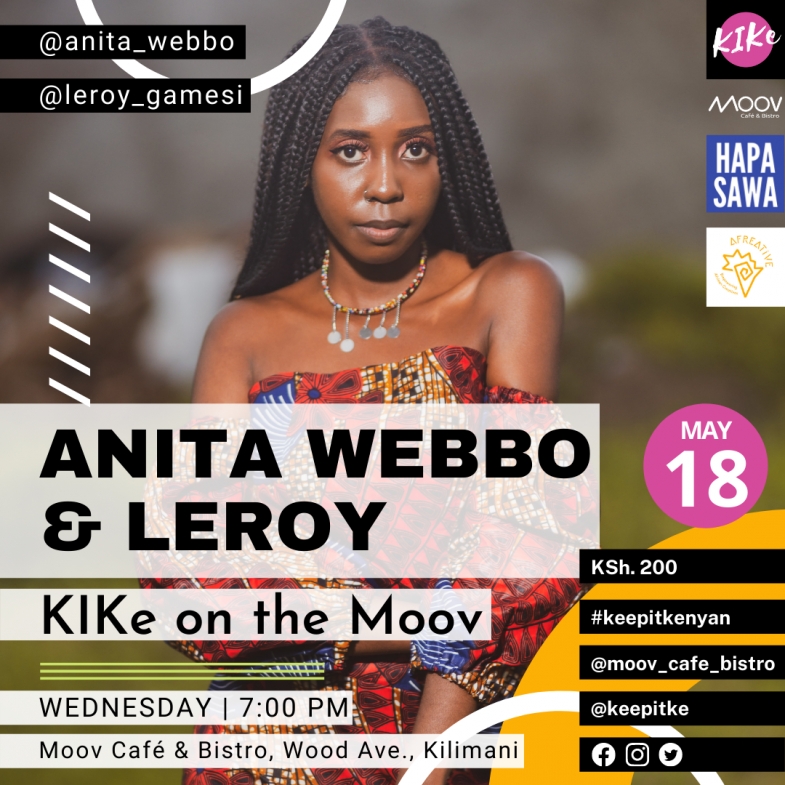 @anita_webbo
@leroy_gamesi
KIKe
MOOV
Café & Bistro
HAPA
SAWA
AFREATIVE
ANITA WEBBO
& LEROY
MAY
18
KIKe on the Moov
KSh. 200
#keepitkenyan
@moov_cafe_bistro
@keepitke
WEDNESDAY | 7:00 PM
Moov Café & Bistro, Wood Ave., Kilimani